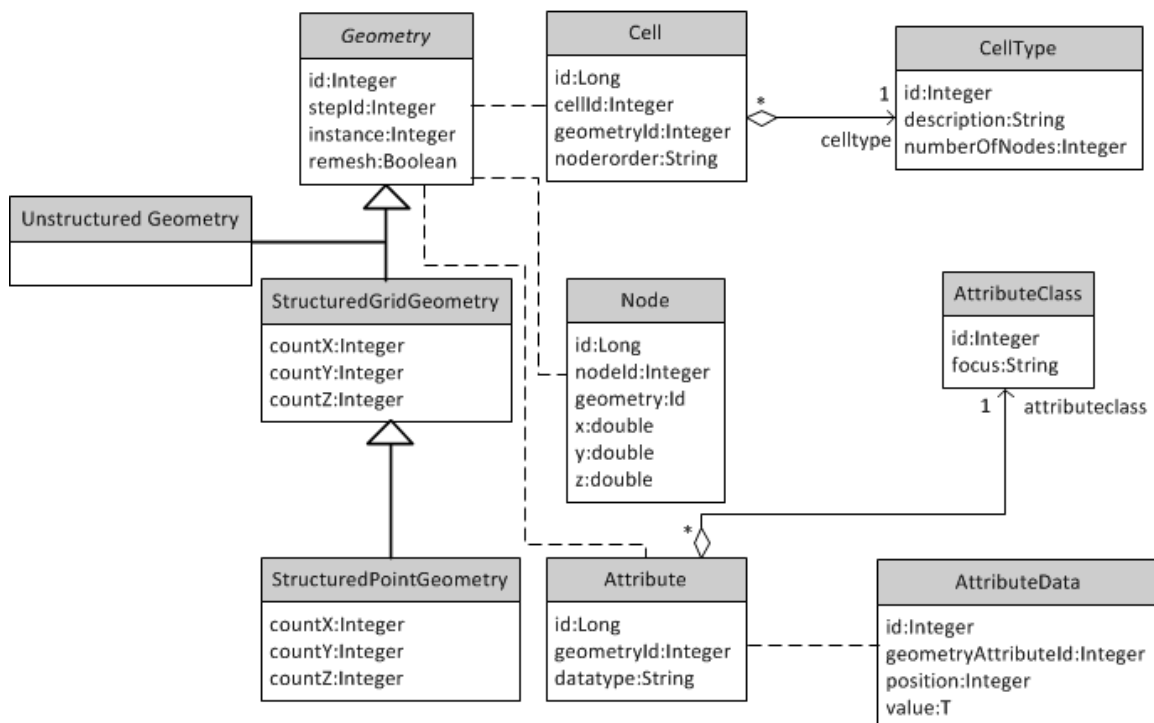 Geometry
id:Integer
stepId:Integer
instance:Integer
remesh:Boolean
Cell
id:Long
cellId:Integer
geometryId:Integer
noderorder:String
*
1
celltype
CellType
id:Integer
description:String
numberOfNodes:Integer
Unstructured Geometry
StructuredGridGeometry
countX:Integer
countY:Integer
countZ:Integer
Node
id:Long
nodeId:Integer
geometry:Id
x:double
y:double
z:double
AttributeClass
id:Integer
focus:String
1
attributeclass
*
StructuredPointGeometry
countX:Integer
countY:Integer
countZ:Integer
Attribute
id:Long
geometryId:Integer
datatype:String
AttributeData
id:Integer
geometryAttributeId:Integer
position:Integer
value:T